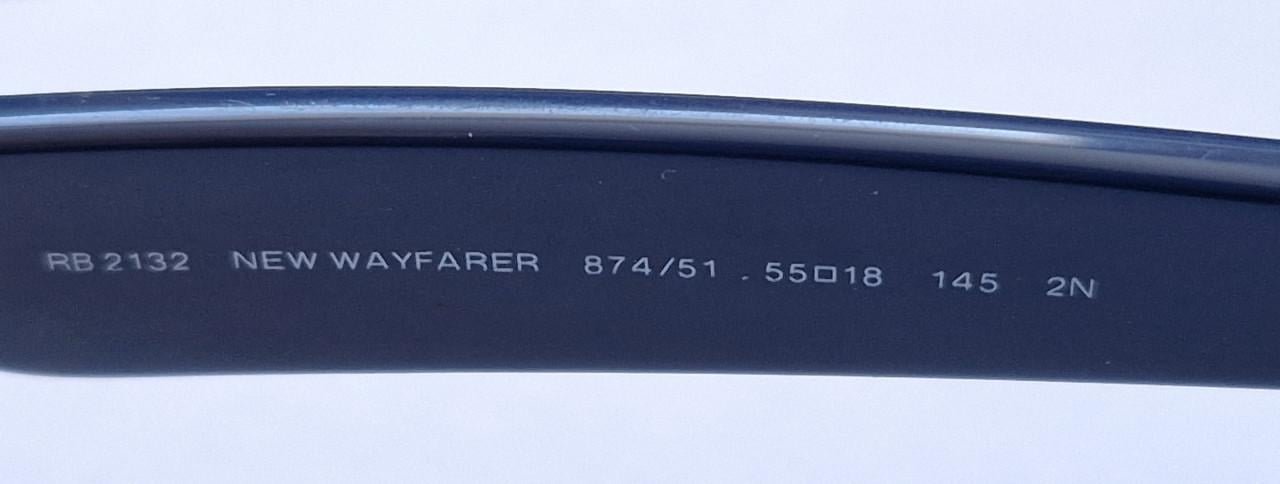 RB 2132 NEW WAYFARER 874/51 . 55□18 145 2N